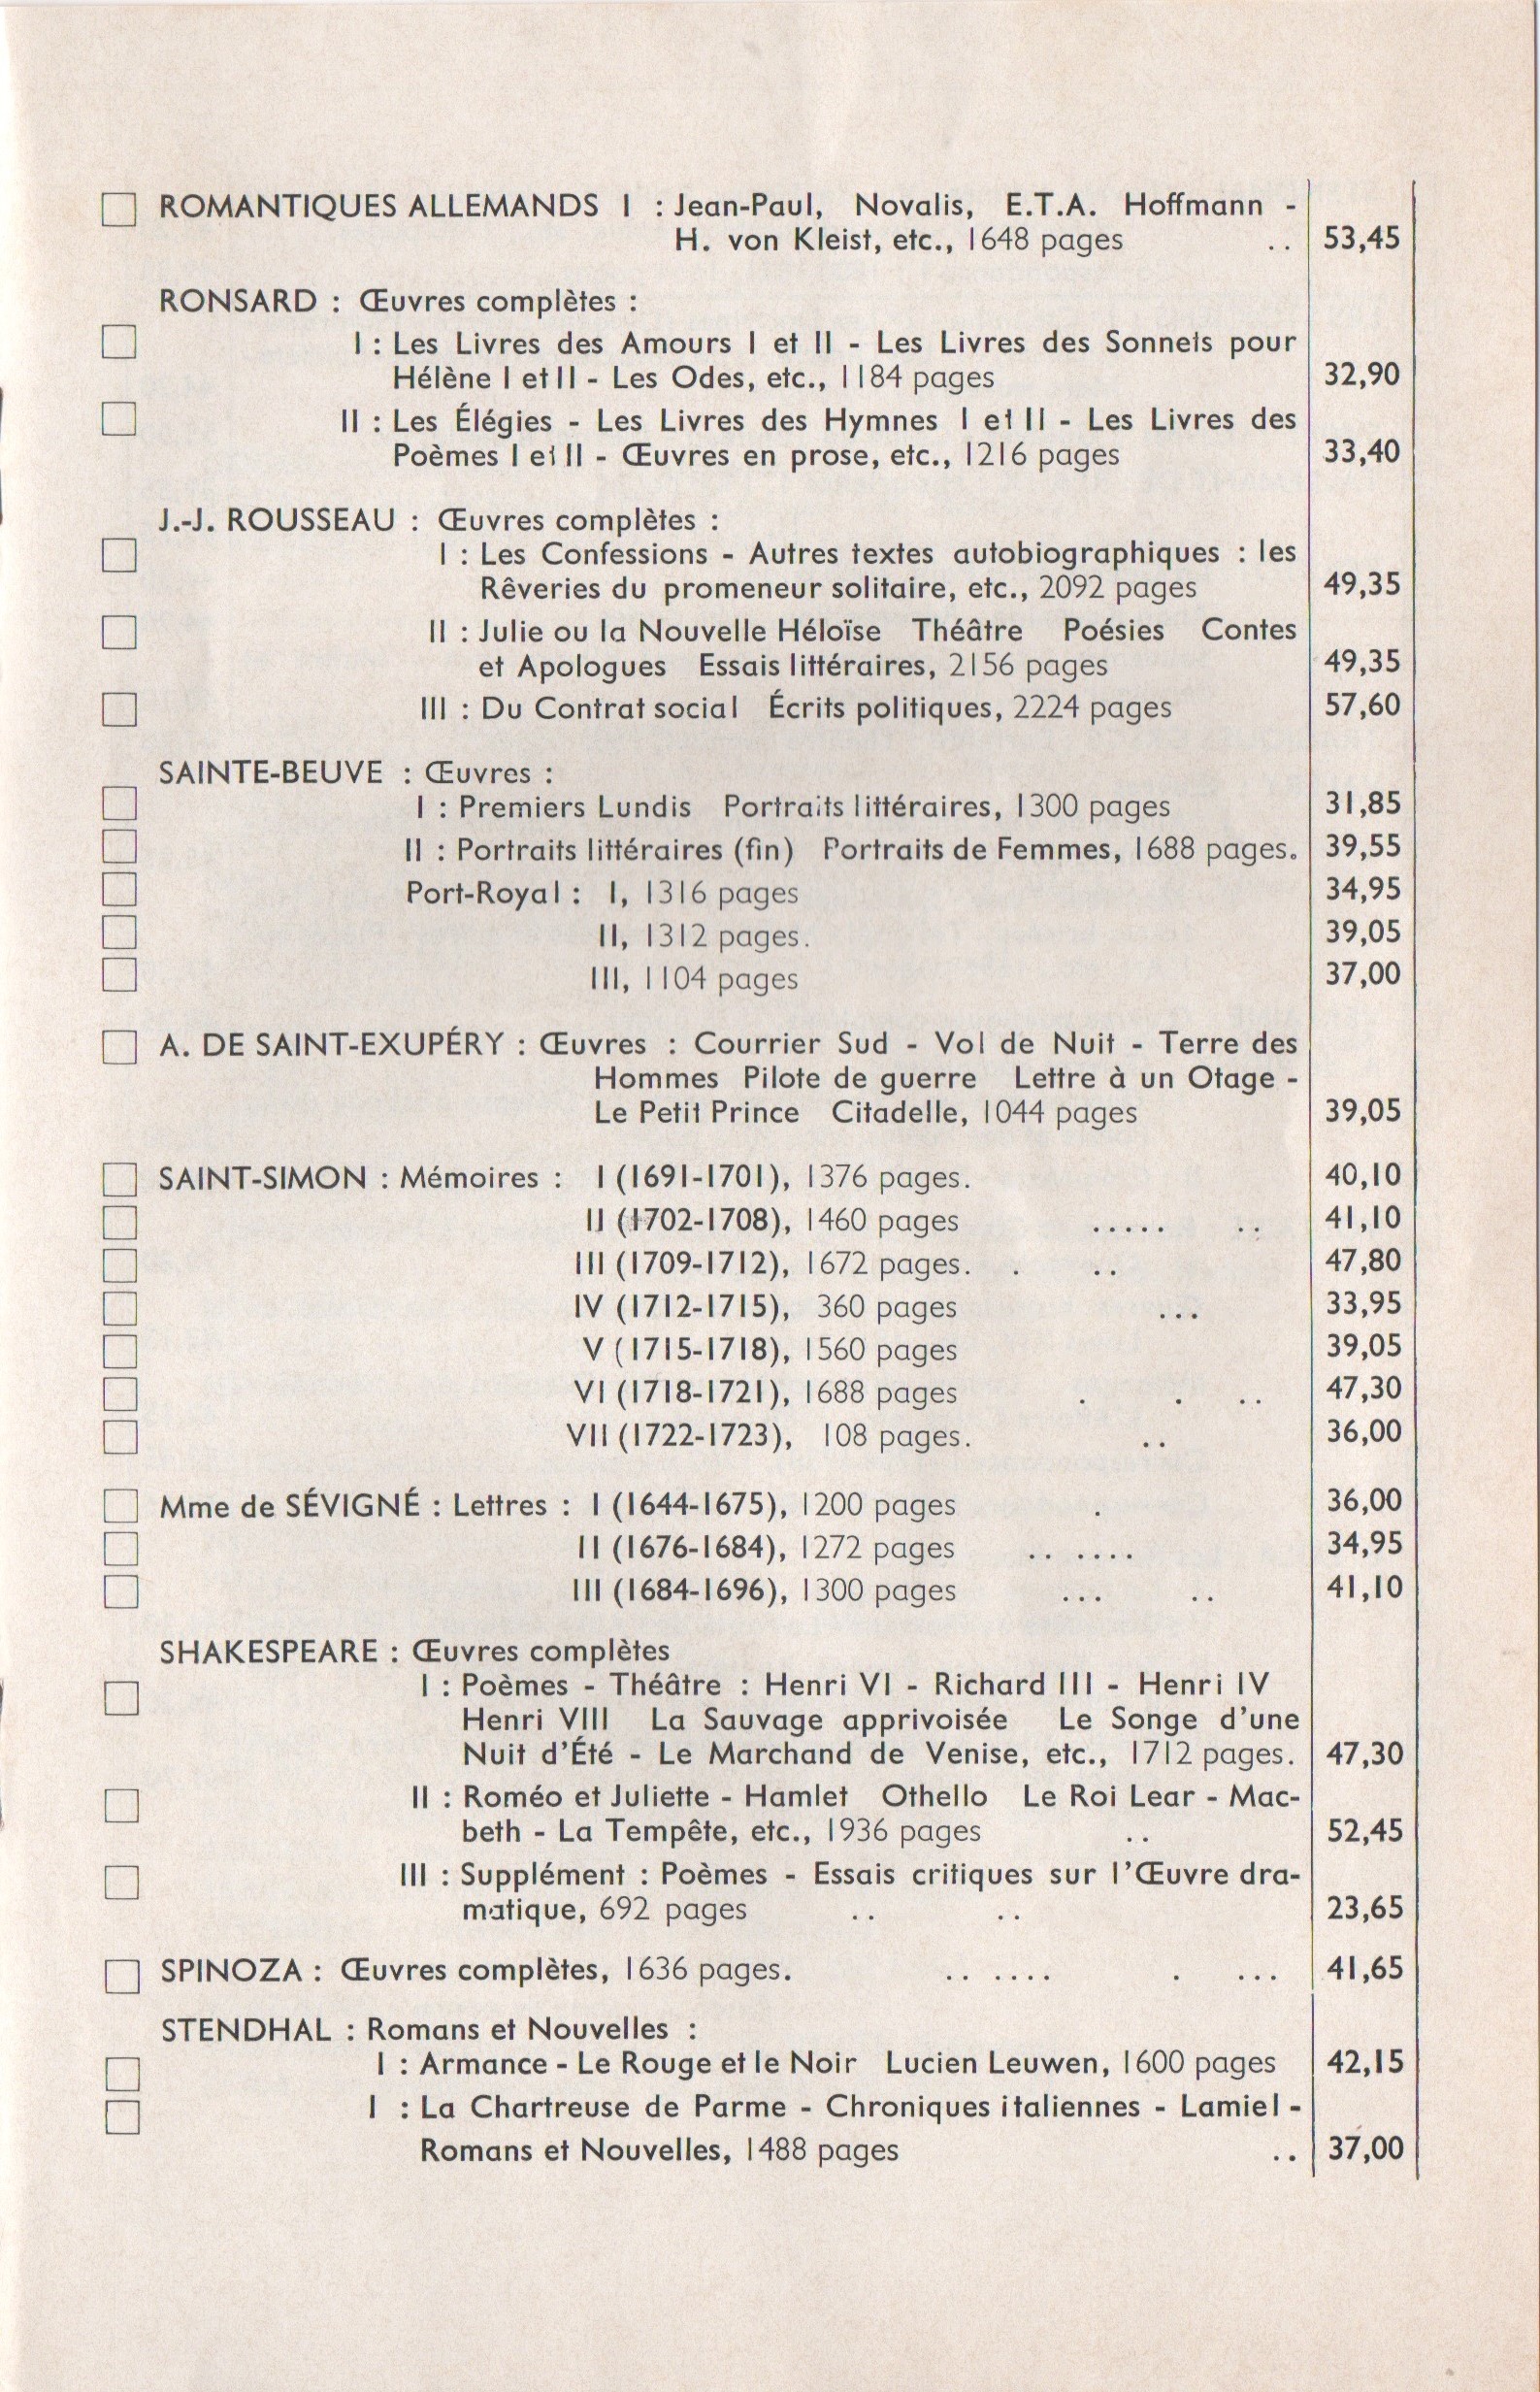 ROMANTIQUES ALLEMANDS I : Jean-Paul, Novalis, E.T.A. Hoffmann -
H. von Kleist, etc., 1648 pages .. 53,45
RONSARD : Œuvres complètes :
I : Les Livres des Amours I et II - Les Livres des Sonnets pour
Hélène I et II - Les Odes, etc., 1184 pages 32,90
II : Les Élégies - Les Livres des Hymnes I et II - Les Livres des
Poèmes I et II - Œuvres en prose, etc., 1216 pages 33,40
J.-J. ROUSSEAU : Œuvres complètes :
I : Les Confessions - Autres textes autobiographiques : les
Rêveries du promeneur solitaire, etc., 2092 pages 49,35
II : Julie ou la Nouvelle Héloïse Théâtre Poésies Contes
et Apologues Essais littéraires, 2156 pages 49,35
III : Du Contrat social Écrits politiques, 2224 pages 57,60
SAINTE-BEUVE : Œuvres :
I : Premiers Lundis Portraits littéraires, 1300 pages 31,85
II : Portraits littéraires (fin) Portraits de Femmes, 1688 pages. 39,55
Port-Royal : I, 1316 pages 34,95
II, 1312 pages. 39,05
III, 1104 pages 37,00
A. DE SAINT-EXUPÉRY : Œuvres : Courrier Sud - Vol de Nuit - Terre des
Hommes Pilote de guerre Lettre à un Otage -
Le Petit Prince Citadelle, 1044 pages 39,05
SAINT-SIMON : Mémoires : I (1691-1701), 1376 pages. 40,10
II (1702-1708), 1460 pages ..... .. 41,10
III (1709-1712), 1672 pages. . .. 47,80
IV (1712-1715), 360 pages ... 33,95
V (1715-1718), 1560 pages 39,05
VI (1718-1721), 1688 pages . . .. 47,30
VII (1722-1723), 108 pages. .. 36,00
Mme de SÉVIGNÉ : Lettres : I (1644-1675), 1200 pages . 36,00
II (1676-1684), 1272 pages .. .... 34,95
III (1684-1696), 1300 pages ... .. 41,10
SHAKESPEARE : Œuvres complètes
I : Poèmes - Théâtre : Henri VI - Richard III - Henri IV
Henri VIII La Sauvage apprivoisée Le Songe d'une
Nuit d'Été - Le Marchand de Venise, etc., 1712 pages. 47,30
II : Roméo et Juliette - Hamlet Othello Le Roi Lear - Mac-
beth - La Tempête, etc., 1936 pages .. 52,45
III : Supplément : Poèmes - Essais critiques sur l'Œuvre dra-
matique, 692 pages .. .. 23,65
SPINOZA : Œuvres complètes, 1636 pages. .. .... . ... 41,65
STENDHAL : Romans et Nouvelles :
I : Armance - Le Rouge et le Noir Lucien Leuwen, 1600 pages 42,15
I : La Chartreuse de Parme - Chroniques italiennes - Lamiel -
Romans et Nouvelles, 1488 pages .. 37,00